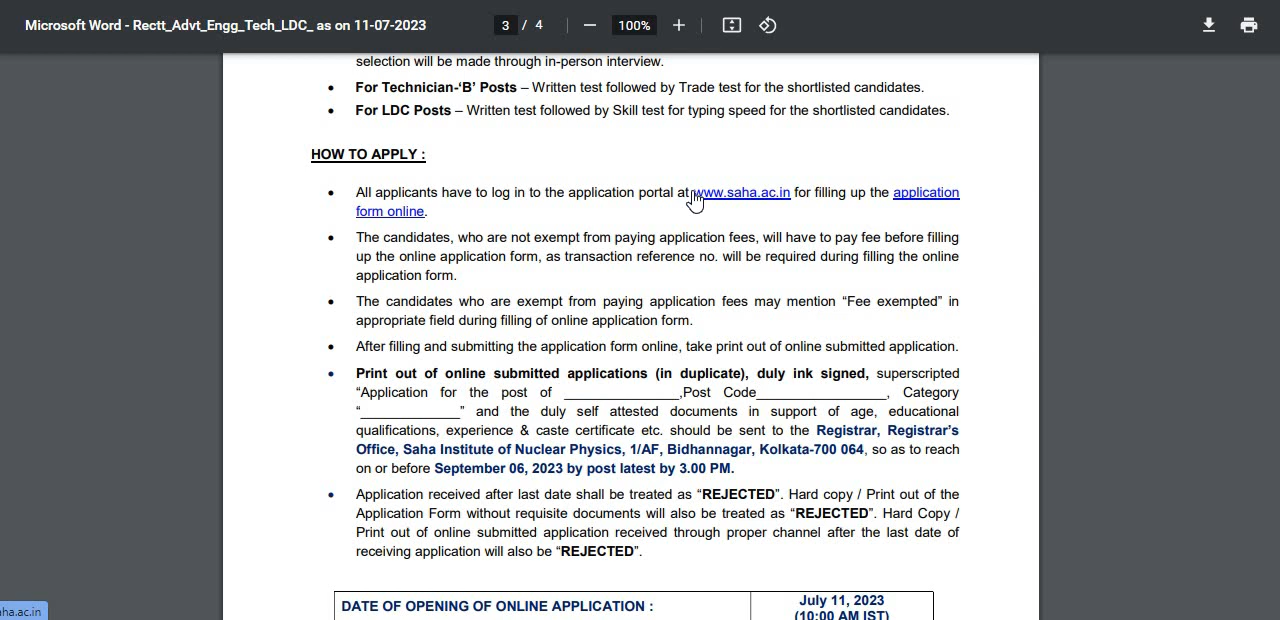 Microsoft Word - Rectt_Advt_Engg_Tech_LDC_ as on 11-07-2023
3 / 4
100%
selection will be made through in-person interview.
• For Technician-‘B’ Posts – Written test followed by Trade test for the shortlisted candidates.
• For LDC Posts – Written test followed by Skill test for typing speed for the shortlisted candidates.
HOW TO APPLY :
• All applicants have to log in to the application portal at www.saha.ac.in for filling up the application
form online.
• The candidates, who are not exempt from paying application fees, will have to pay fee before filling
up the online application form, as transaction reference no. will be required during filling the online
application form.
• The candidates who are exempt from paying application fees may mention “Fee exempted” in
appropriate field during filling of online application form.
• After filling and submitting the application form online, take print out of online submitted application.
• Print out of online submitted applications (in duplicate), duly ink signed, superscripted
“Application for the post of _______________,Post Code_________________, Category
“_____________” and the duly self attested documents in support of age, educational
qualifications, experience & caste certificate etc. should be sent to the Registrar, Registrar’s
Office, Saha Institute of Nuclear Physics, 1/AF, Bidhannagar, Kolkata-700 064, so as to reach
on or before September 06, 2023 by post latest by 3.00 PM.
• Application received after last date shall be treated as “REJECTED”. Hard copy / Print out of the
Application Form without requisite documents will also be treated as “REJECTED”. Hard Copy /
Print out of online submitted application received through proper channel after the last date of
receiving application will also be “REJECTED”.
DATE OF OPENING OF ONLINE APPLICATION :
July 11, 2023
(10:00 AM IST)
aha.ac.in